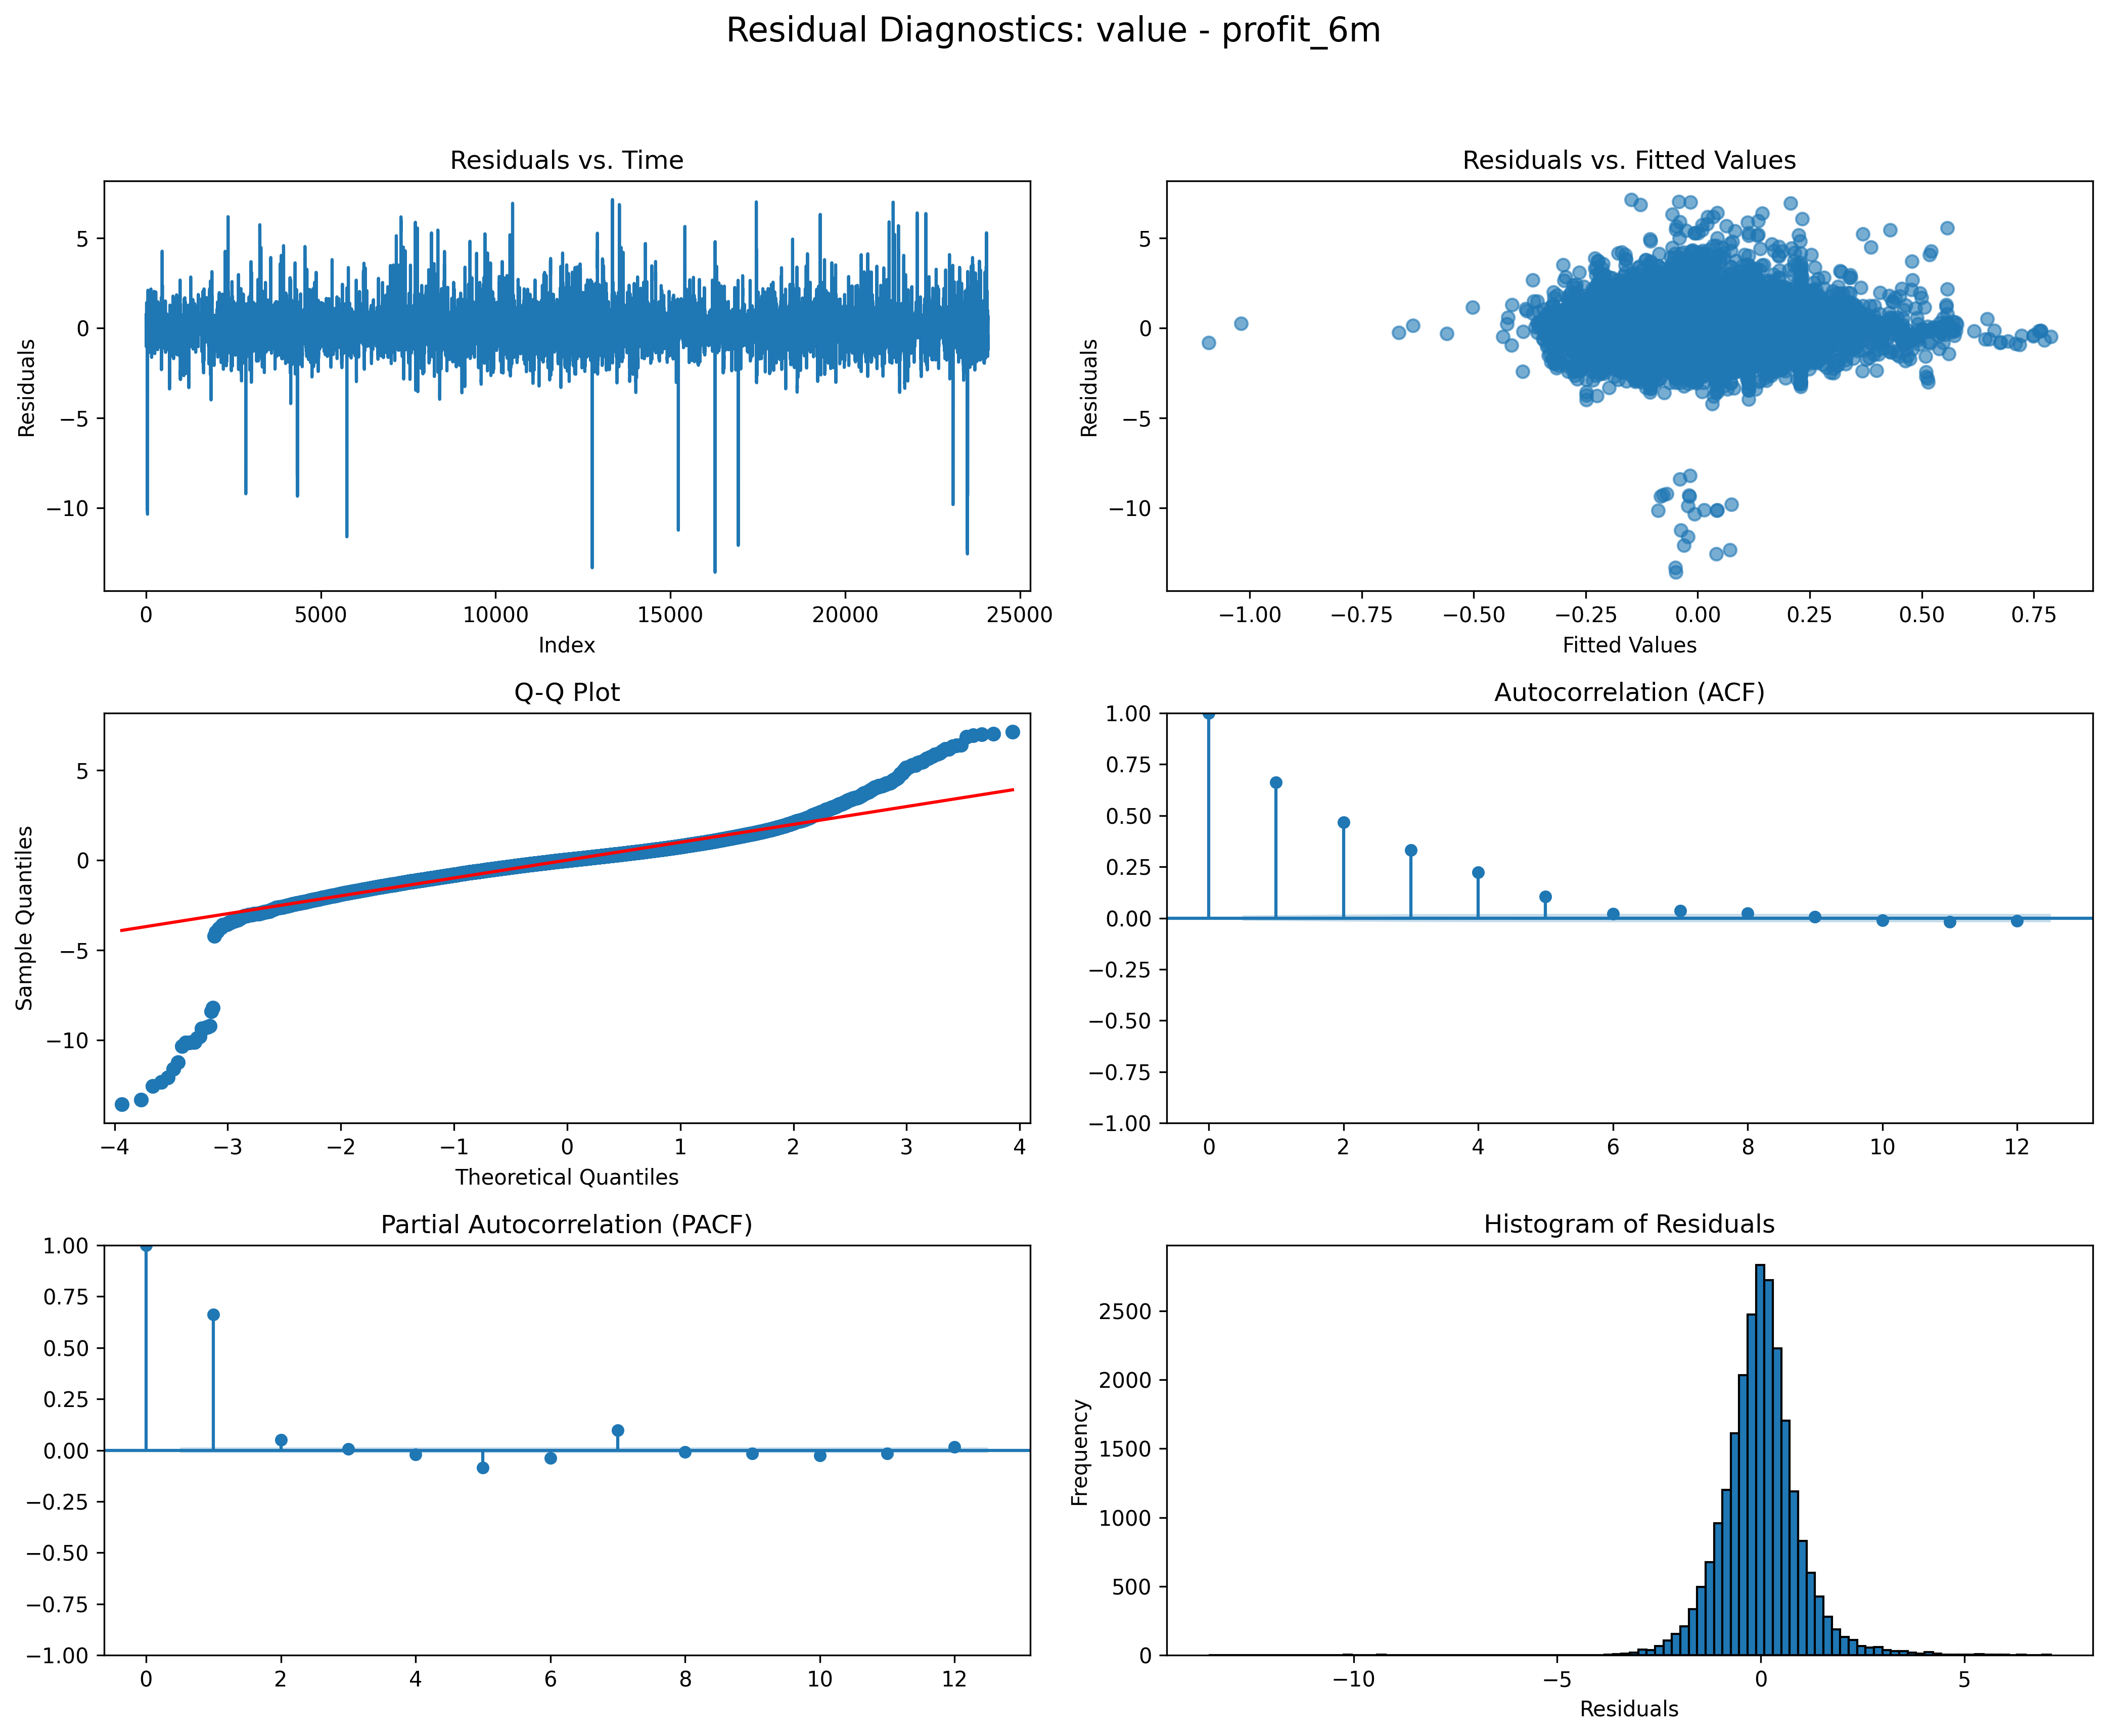 Residual Diagnostics: value - profit_6m
Residuals vs. Time
Residuals
5
0
−5
−10
0 5000 10000 15000 20000 25000
Index
Residuals vs. Fitted Values
Residuals
5
0
−5
−10
−1.00 −0.75 −0.50 −0.25 0.00 0.25 0.50 0.75
Fitted Values
Q-Q Plot
Sample Quantiles
5
0
−5
−10
−4 −3 −2 −1 0 1 2 3 4
Theoretical Quantiles
Autocorrelation (ACF)
1.00
0.75
0.50
0.25
0.00
−0.25
−0.50
−0.75
−1.00
0 2 4 6 8 10 12
Partial Autocorrelation (PACF)
1.00
0.75
0.50
0.25
0.00
−0.25
−0.50
−0.75
−1.00
0 2 4 6 8 10 12
Histogram of Residuals
Frequency
2500
2000
1500
1000
500
0
−10 −5 0 5
Residuals